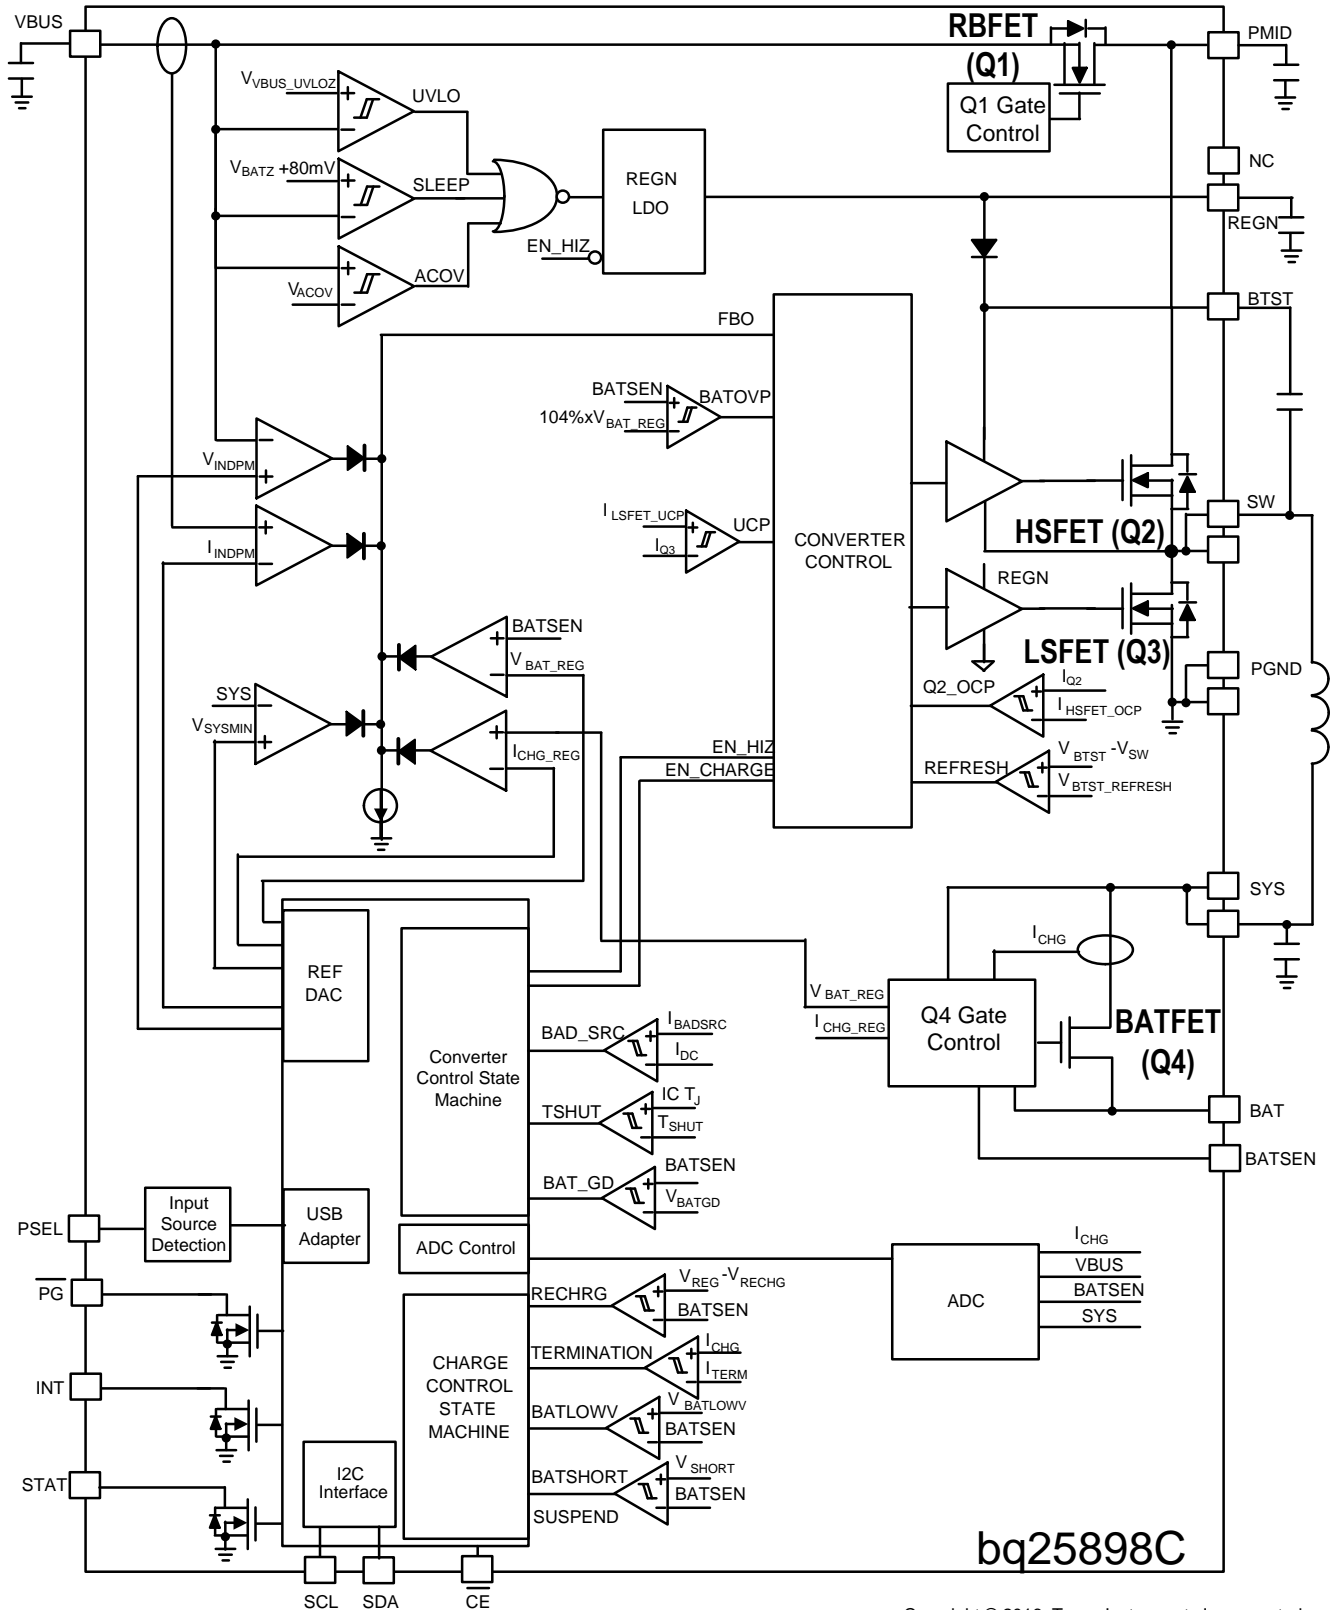 VBUS
RBFET
(Q1)
PMID
V_VBUS_UVLOZ
UVLO
Q1 Gate
Control
NC
V_BATZ +80mV
SLEEP
REGN
LDO
REGN
EN_HIZ
ACOV
V_ACOV
BTST
FBO
BATSEN
BATOVP
104%xV_BAT_REG
V_INDPM
I_LSFET_UCP
UCP
I_Q3
I_INDPM
CONVERTER
CONTROL
SW
HSFET (Q2)
REGN
BATSEN
V_BAT_REG
LSFET (Q3)
PGND
Q2_OCP
I_Q2
I_HSFET_OCP
SYS
V_SYSMIN
I_CHG_REG
EN_HIZ
EN_CHARGE
REFRESH
V_BTST -V_SW
V_BTST_REFRESH
SYS
I_CHG
REF
DAC
V_BAT_REG
I_CHG_REG
Q4 Gate
Control
BATFET
(Q4)
Converter
Control State
Machine
BAD_SRC
I_BADSRC
I_DC
TSHUT
IC T_J
T_SHUT
BAT
BAT_GD
BATSEN
V_BATGD
BATSEN
PSEL
Input
Source
Detection
USB
Adapter
ADC Control
ADC
I_CHG
VBUS
BATSEN
SYS
PG
RECHRG
V_REG -V_RECHRG
BATSEN
INT
CHARGE
CONTROL
STATE
MACHINE
TERMINATION
I_CHG
I_TERM
BATLOWV
V_BATLOWV
BATSEN
STAT
I2C
Interface
BATSHORT
V_SHORT
BATSEN
SUSPEND
bq25898C
SCL
SDA
CE